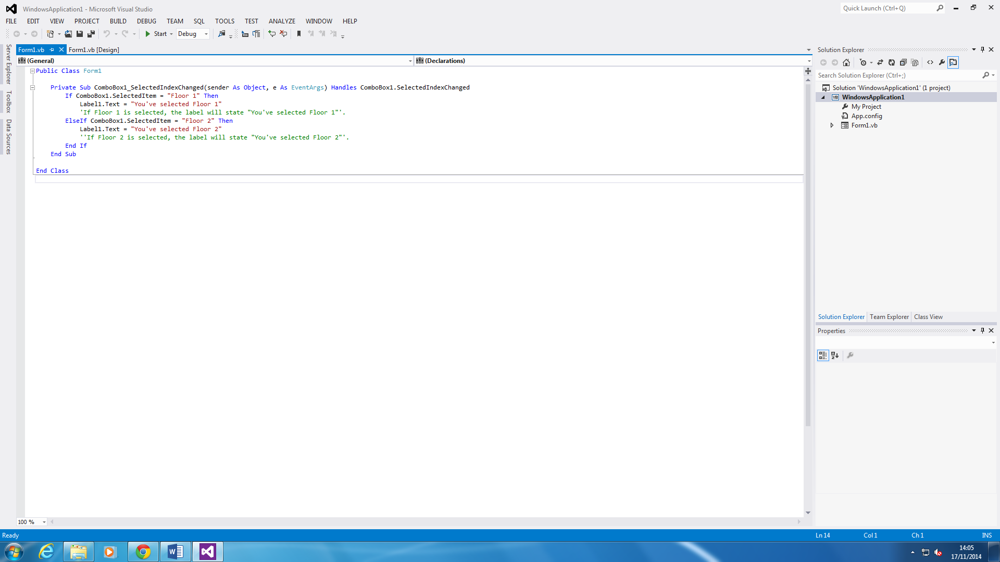 WindowsApplication1 - Microsoft Visual Studio
Quick Launch (Ctrl+Q)
FILE EDIT VIEW PROJECT BUILD DEBUG TEAM SQL TOOLS TEST ANALYZE WINDOW HELP
Start Debug
Server Explorer
Toolbox
Data Sources
Form1.vb Form1.vb [Design]
(General) (Declarations)
Public Class Form1
Private Sub ComboBox1_SelectedIndexChanged(sender As Object, e As EventArgs) Handles ComboBox1.SelectedIndexChanged
If ComboBox1.SelectedItem = "Floor 1" Then
Label1.Text = "You've selected Floor 1"
'If Floor 1 is selected, the label will state "You've selected Floor 1"'.
ElseIf ComboBox1.SelectedItem = "Floor 2" Then
Label1.Text = "You've selected Floor 2"
''If Floor 2 is selected, the label will state "You've selected Floor 2"'.
End If
End Sub
End Class
100 %
Solution Explorer
Search Solution Explorer (Ctrl+;)
Solution 'WindowsApplication1' (1 project)
VB WindowsApplication1
My Project
App.config
Form1.vb
Solution Explorer Team Explorer Class View
Properties
Ready Ln 14 Col 1 Ch 1 INS
14:05
17/11/2014